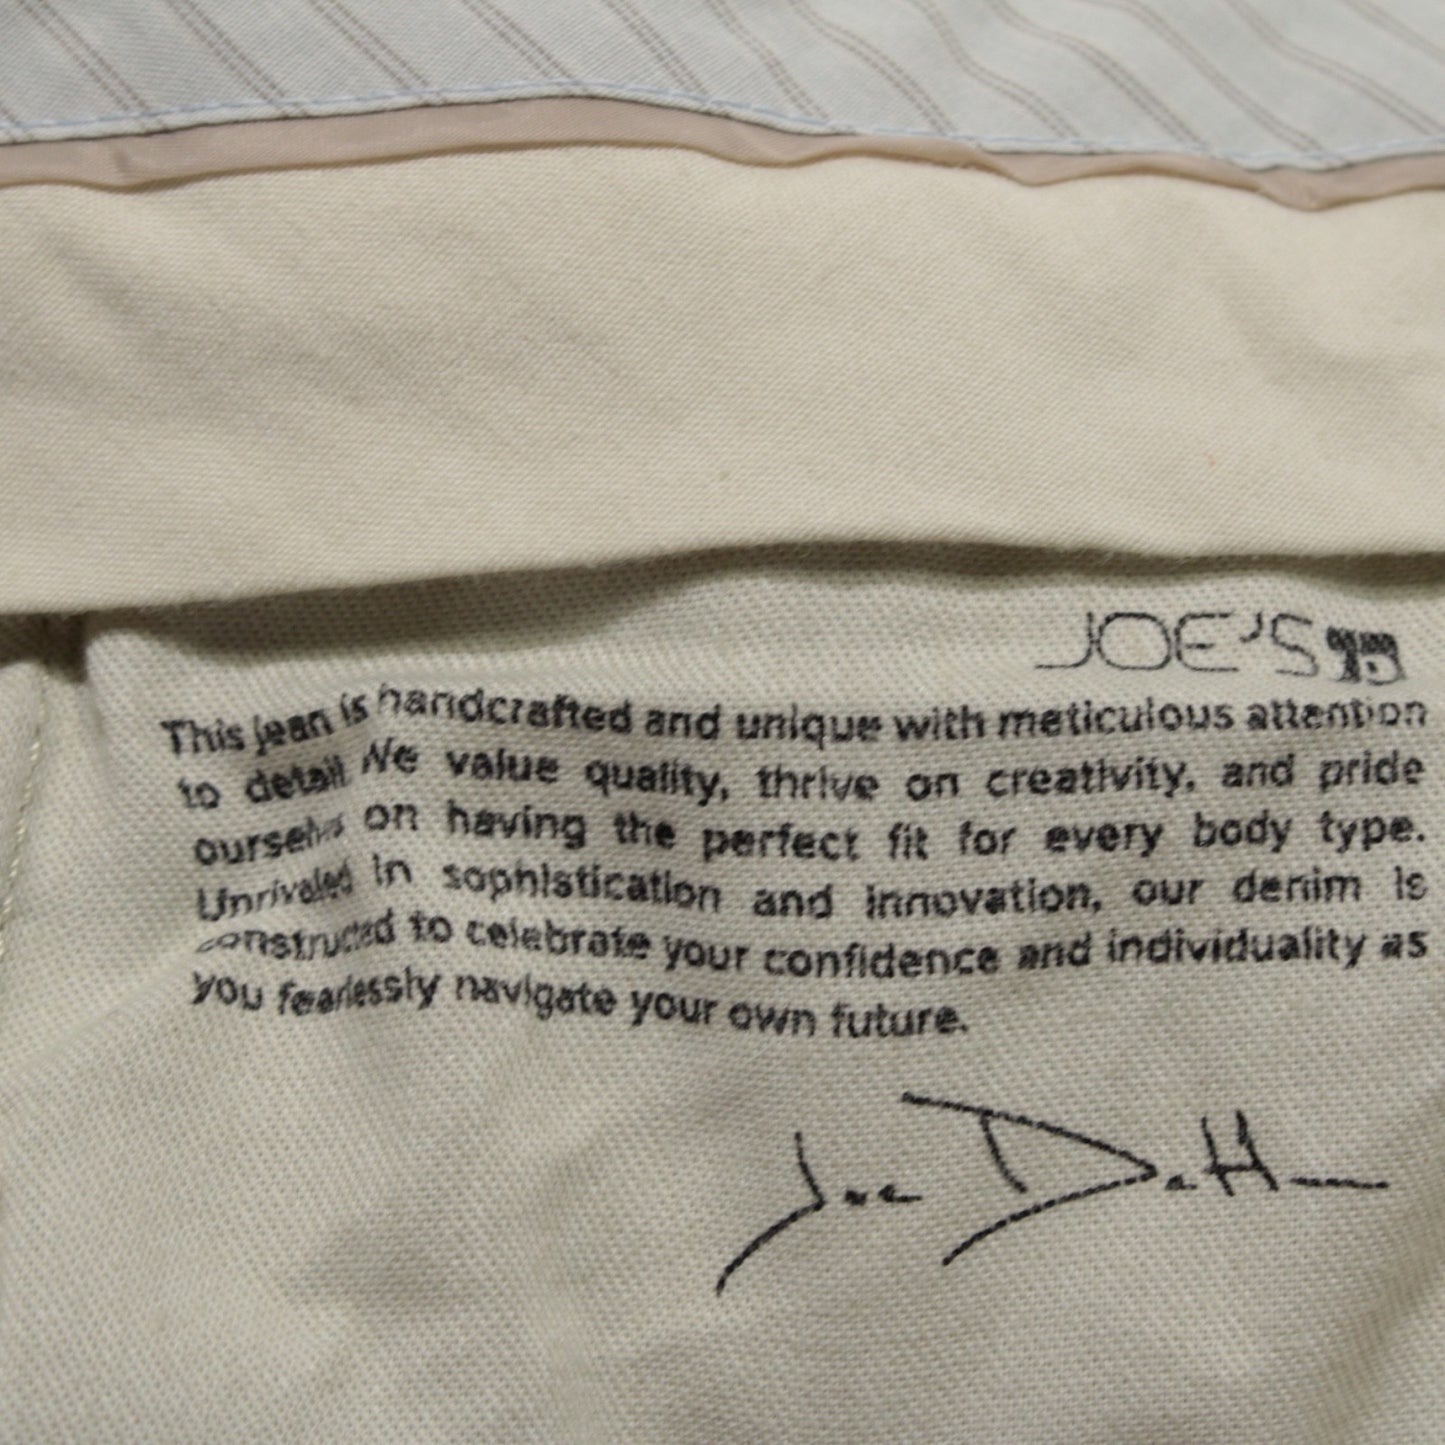 JOE'S
This jean is handcrafted and unique with meticulous attention
to detail. We value quality, thrive on creativity, and pride
ourselves on having the perfect fit for every body type.
Unrivaled in sophistication and innovation, our denim is
constructed to celebrate your confidence and individuality as
you fearlessly navigate your own future.
Joe Dahan